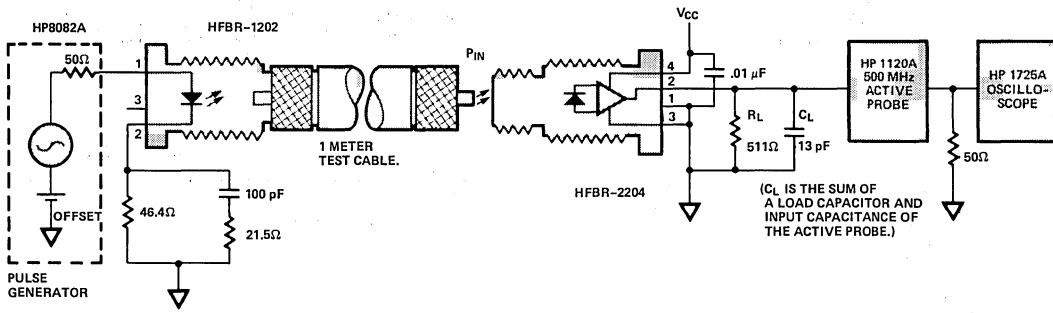 HP8082A
50Ω
OFFSET
PULSE
GENERATOR
HFBR-1202
1
3
2
46.4Ω
100 pF
21.5Ω
1 METER
TEST CABLE.
PIN
HFBR-2204
VCC
4
2
1
3
.01 μF
RL
511Ω
CL
13 pF
(CL IS THE SUM OF
A LOAD CAPACITOR AND
INPUT CAPACITANCE OF
THE ACTIVE PROBE.)
HP 1120A
500 MHz
ACTIVE
PROBE
50Ω
HP 1725A
OSCILLO-
SCOPE